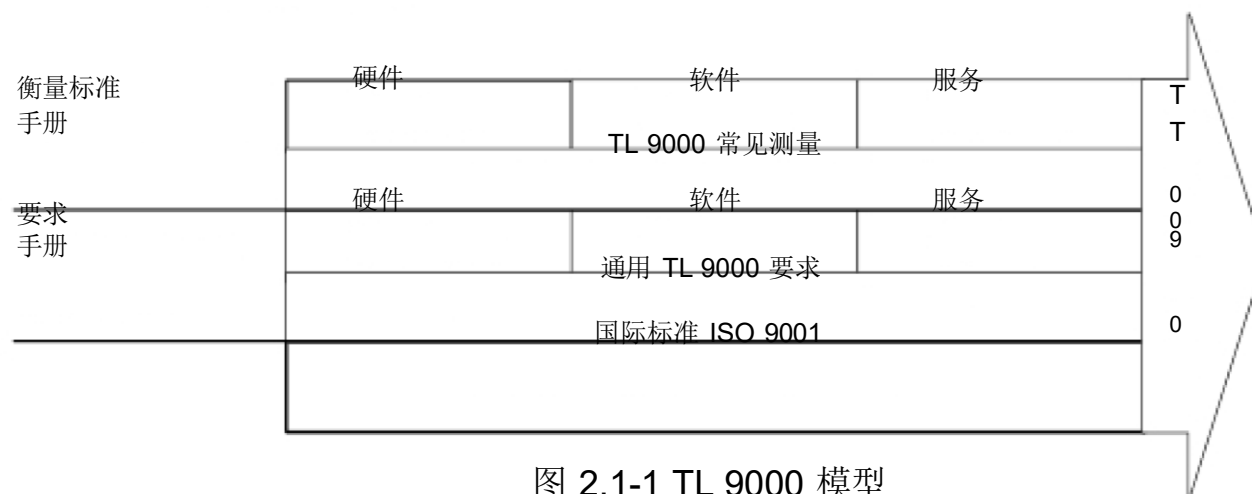 硬件 软件 服务
衡量标准
手册
TL 9000 常见测量
硬件 软件 服务
要求
手册
通用 TL 9000 要求
国际标准 ISO 9001
T
T
0
0
9
0
图 2.1-1 TL 9000 模型